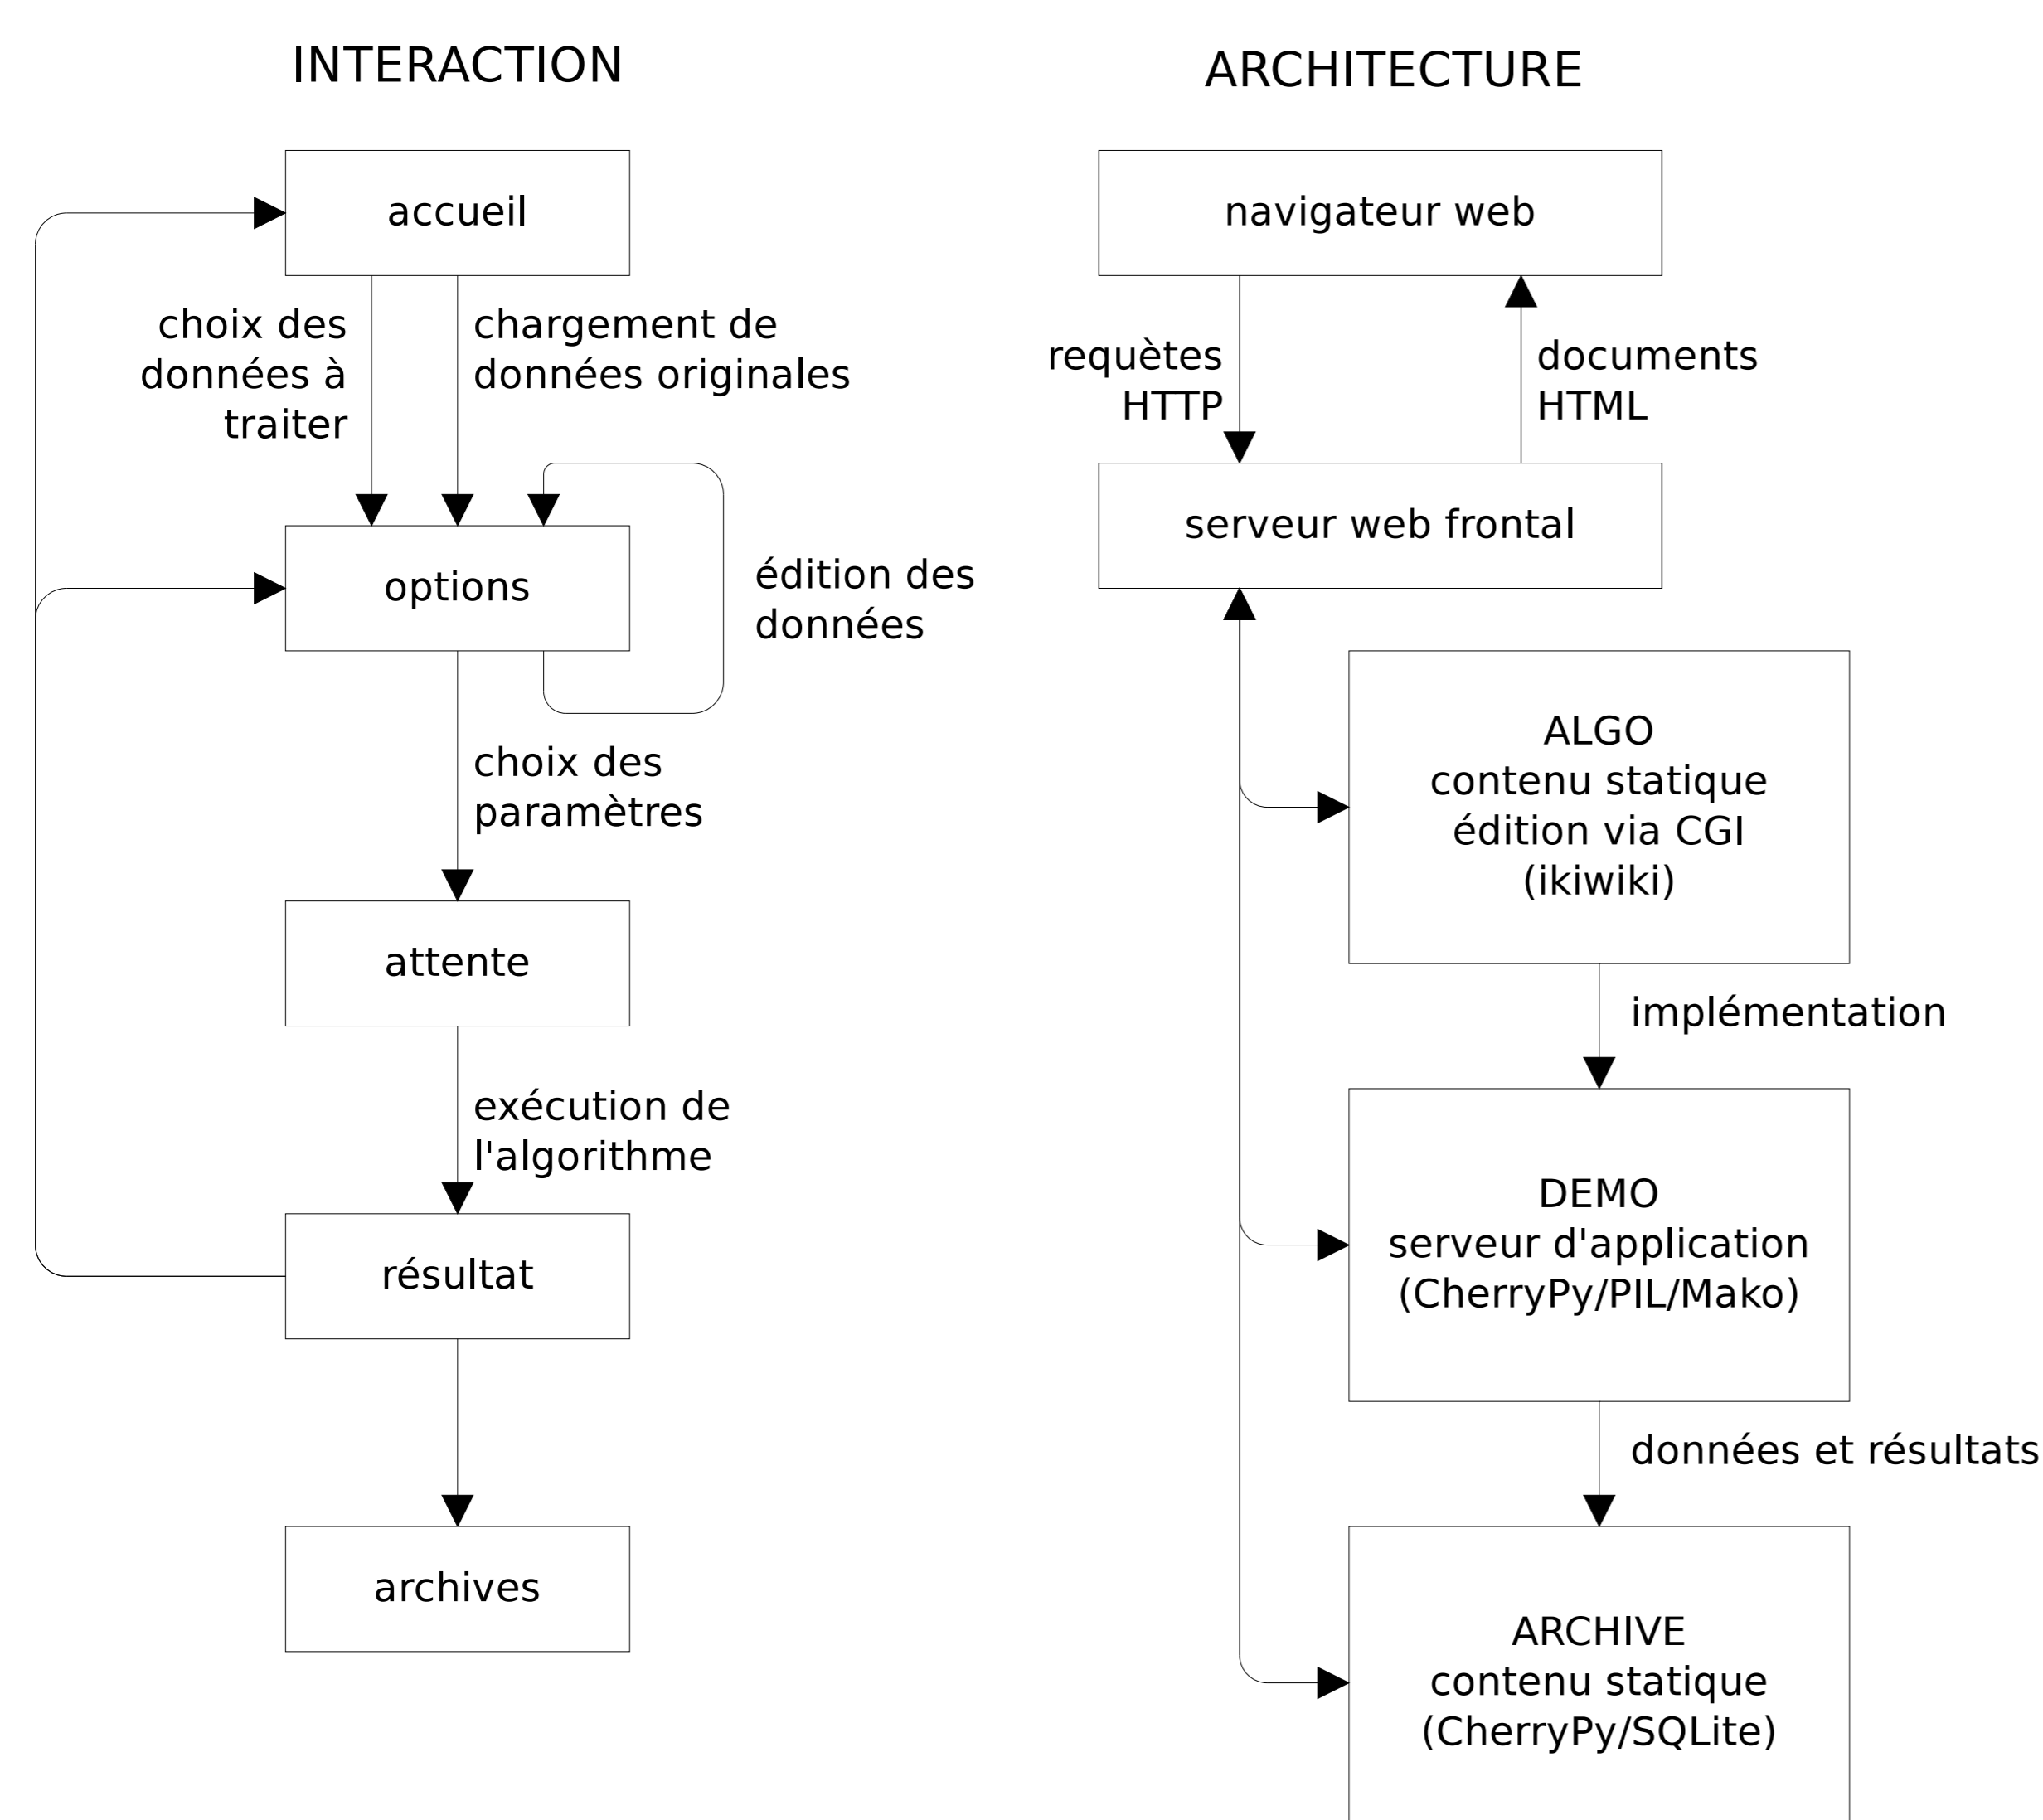 INTERACTION
accueil
choix des
données à
traiter
chargement de
données originales
options
édition des
données
choix des
paramètres
attente
exécution de
l'algorithme
résultat
archives
ARCHITECTURE
navigateur web
requètes
HTTP
documents
HTML
serveur web frontal
ALGO
contenu statique
édition via CGI
(ikiwiki)
implémentation
DEMO
serveur d'application
(CherryPy/PIL/Mako)
données et résultats
ARCHIVE
contenu statique
(CherryPy/SQLite)